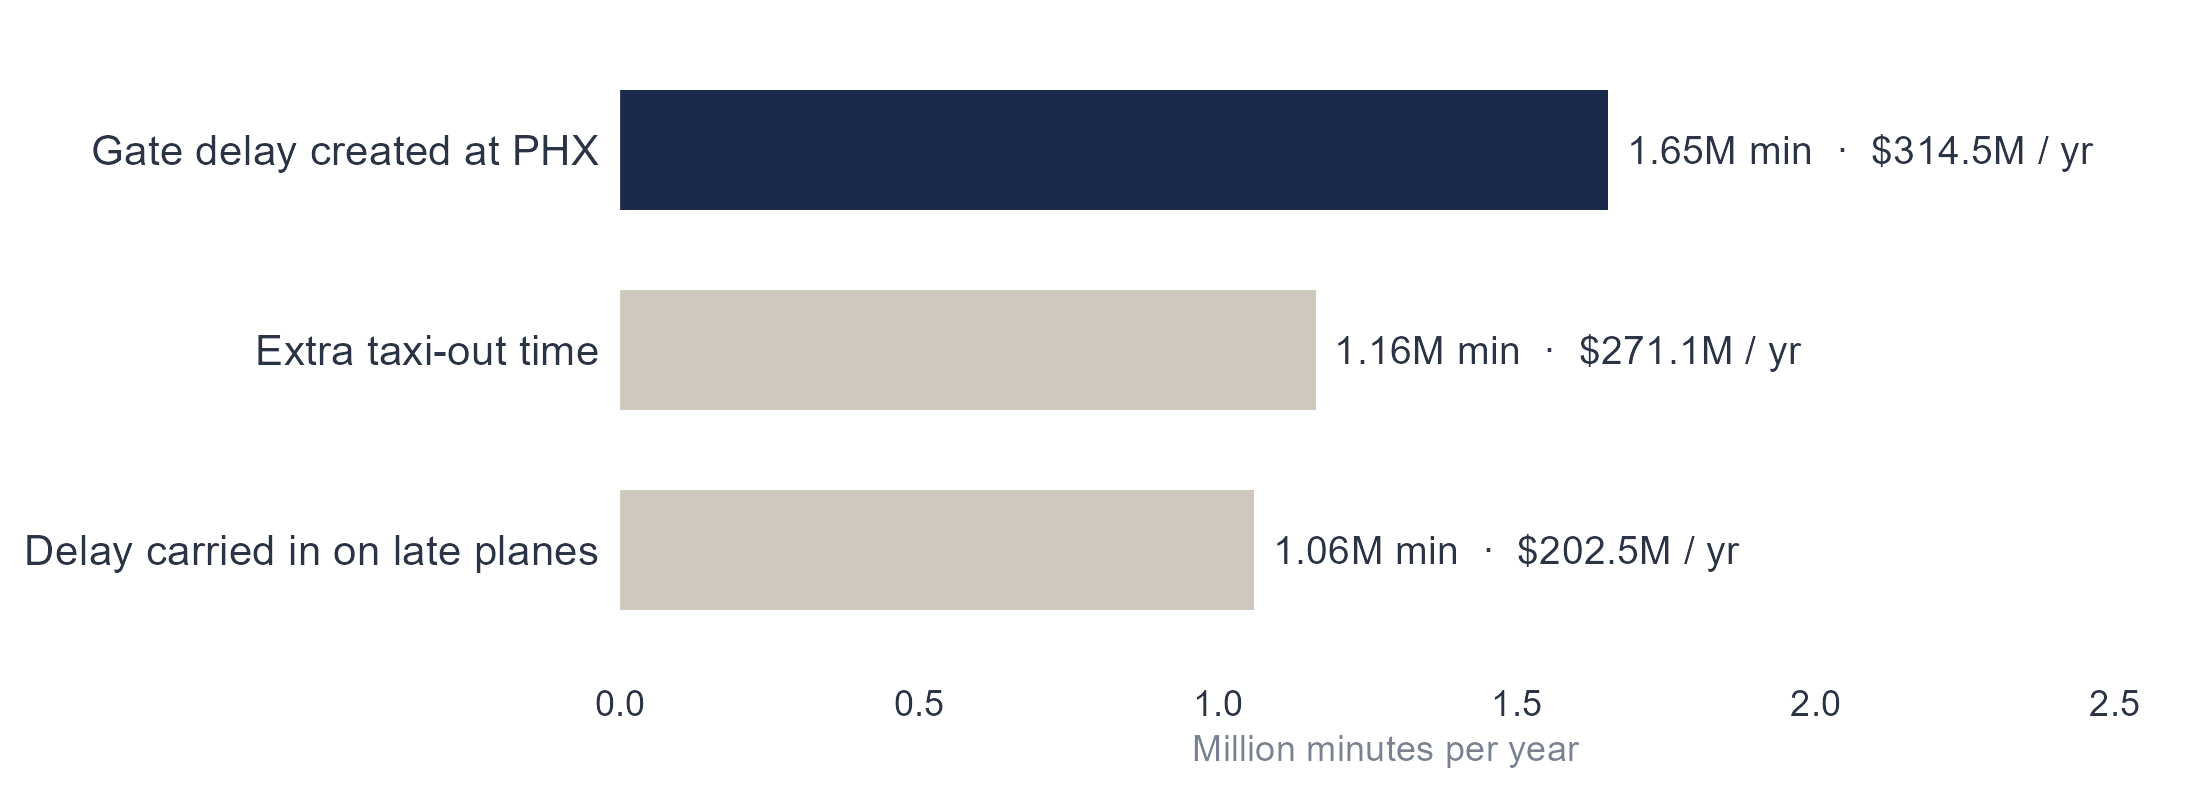 Gate delay created at PHX 1.65M min · $314.5M / yr
Extra taxi-out time 1.16M min · $271.1M / yr
Delay carried in on late planes 1.06M min · $202.5M / yr
0.0 0.5 1.0 1.5 2.0 2.5
Million minutes per year